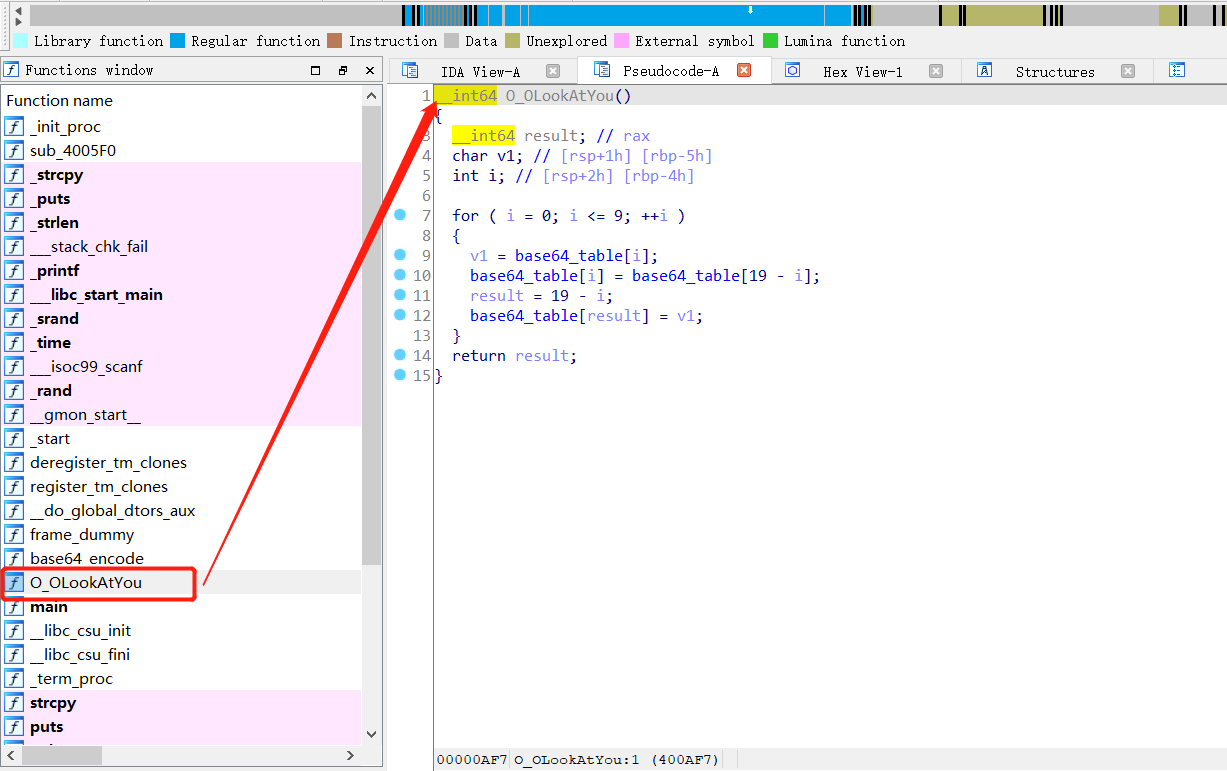 Library function Regular function Instruction Data Unexplored External symbol Lumina function
Functions window
IDA View-A Pseudocode-A Hex View-1 Structures
Function name
_init_proc
sub_4005F0
_strcpy
_puts
_strlen
___stack_chk_fail
_printf
___libc_start_main
_srand
_time
___isoc99_scanf
_rand
__gmon_start__
_start
deregister_tm_clones
register_tm_clones
__do_global_dtors_aux
frame_dummy
base64_encode
O_OLookAtYou
main
__libc_csu_init
__libc_csu_fini
_term_proc
strcpy
puts
1 __int64 O_OLookAtYou()
{
3 __int64 result; // rax
4 char v1; // [rsp+1h] [rbp-5h]
5 int i; // [rsp+2h] [rbp-4h]
6
7 for ( i = 0; i <= 9; ++i )
8 {
9 v1 = base64_table[i];
10 base64_table[i] = base64_table[19 - i];
11 result = 19 - i;
12 base64_table[result] = v1;
13 }
14 return result;
15 }
00000AF7 O_OLookAtYou:1 (400AF7)